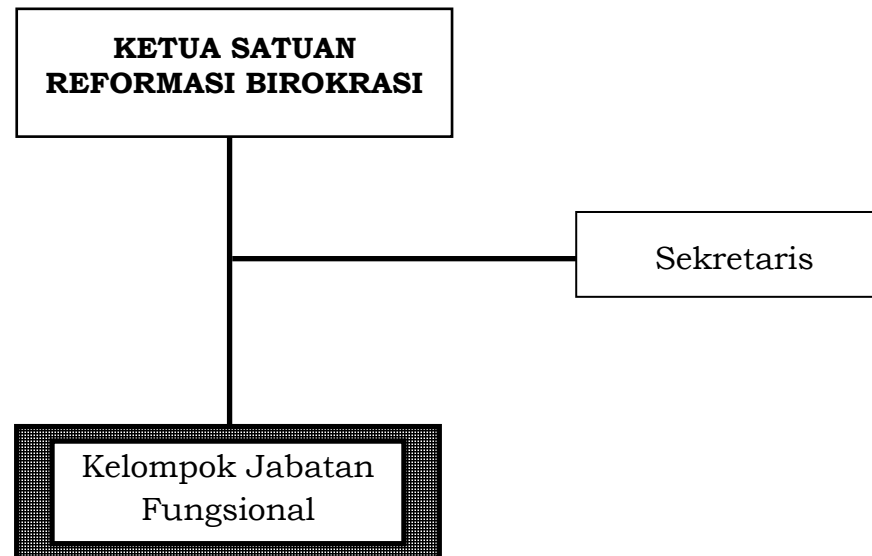 KETUA SATUAN
REFORMASI BIROKRASI
Sekretaris
Kelompok Jabatan
Fungsional